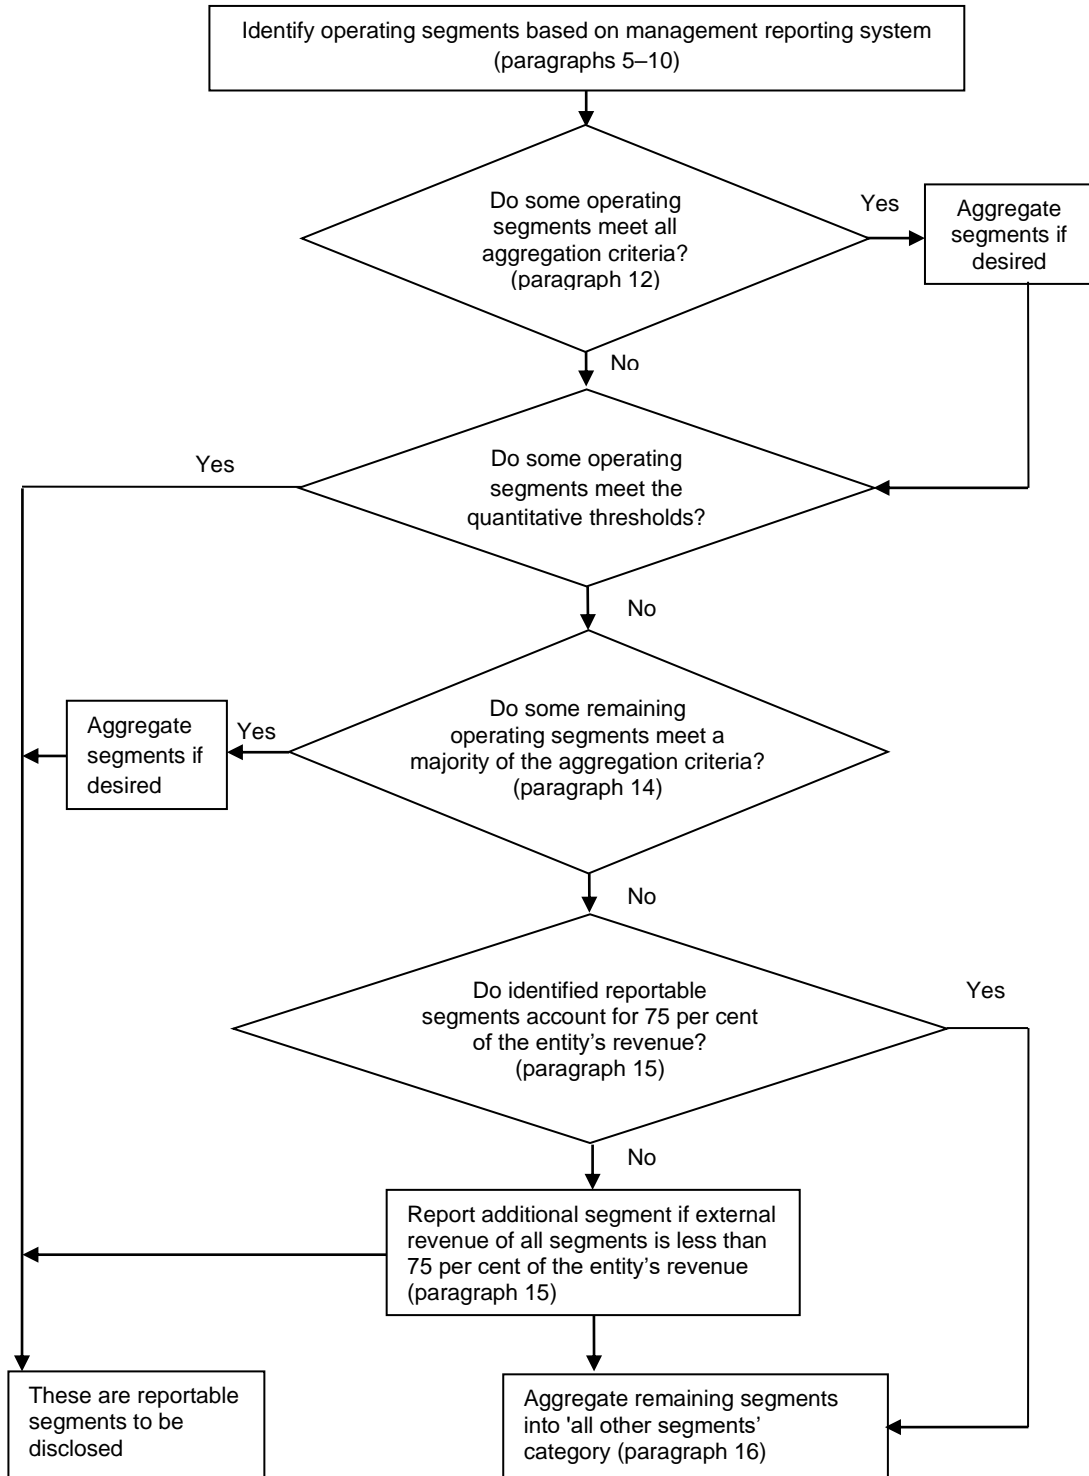 Identify operating segments based on management reporting system
(paragraphs 5–10)
Do some operating
segments meet all
aggregation criteria?
(paragraph 12)
Yes
Aggregate
segments if
desired
No
Do some operating
segments meet the
quantitative thresholds?
Yes
No
Do some remaining
operating segments meet a
majority of the aggregation criteria?
(paragraph 14)
Yes
Aggregate
segments if
desired
No
Do identified reportable
segments account for 75 per cent
of the entity’s revenue?
(paragraph 15)
Yes
No
Report additional segment if external
revenue of all segments is less than
75 per cent of the entity’s revenue
(paragraph 15)
These are reportable
segments to be
disclosed
Aggregate remaining segments
into 'all other segments’
category (paragraph 16)